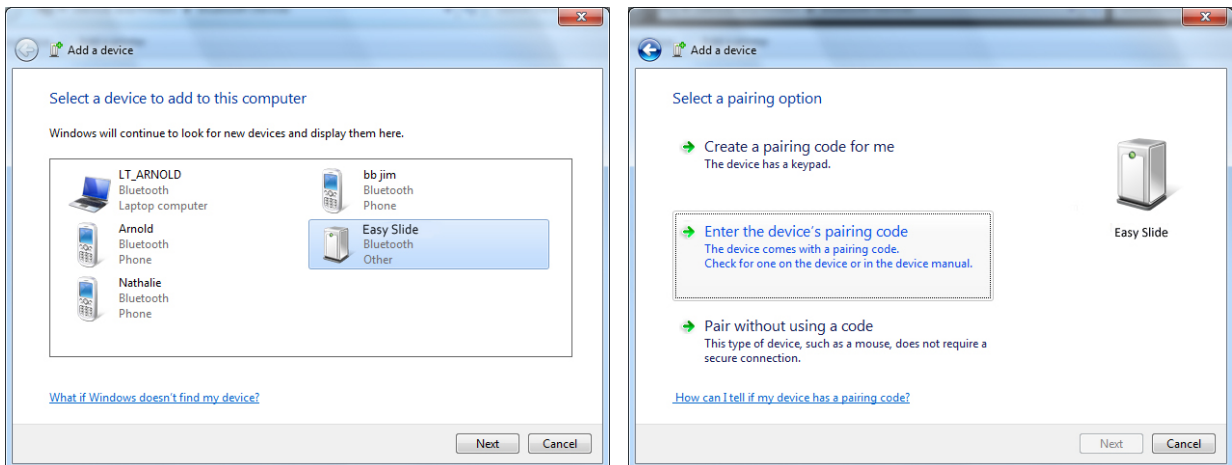 Add a device
Select a device to add to this computer
Windows will continue to look for new devices and display them here.
LT_ARNOLD
Bluetooth
Laptop computer
bb jim
Bluetooth
Phone
Arnold
Bluetooth
Phone
Easy Slide
Bluetooth
Other
Nathalie
Bluetooth
Phone
What if Windows doesn't find my device?
Next
Cancel
Add a device
Select a pairing option
Create a pairing code for me
The device has a keypad.
Enter the device's pairing code
The device comes with a pairing code.
Check for one on the device or in the device manual.
Easy Slide
Pair without using a code
This type of device, such as a mouse, does not require a
secure connection.
How can I tell if my device has a pairing code?
Next
Cancel